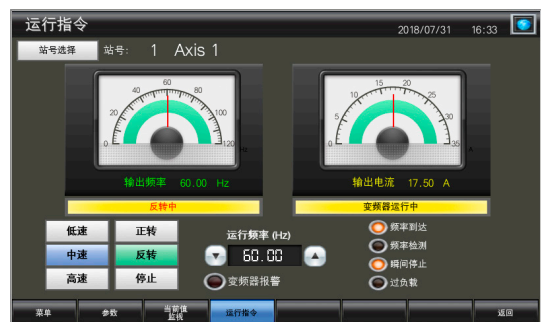 运行指令
2018/07/31 16:33
站号选择 站号: 1 Axis 1
0 20 40 60 80 100 120 Hz
0 5 10 15 20 25 30 35 A
输出频率 60.00 Hz
输出电流 17.50 A
反转中
变频器运行中
低速 正转
中速 反转
高速 停止
运行频率 (Hz)
60.00
变频器报警
频率到达
频率检测
瞬间停止
过负载
菜单 参数 当前值监视 运行指令 返回